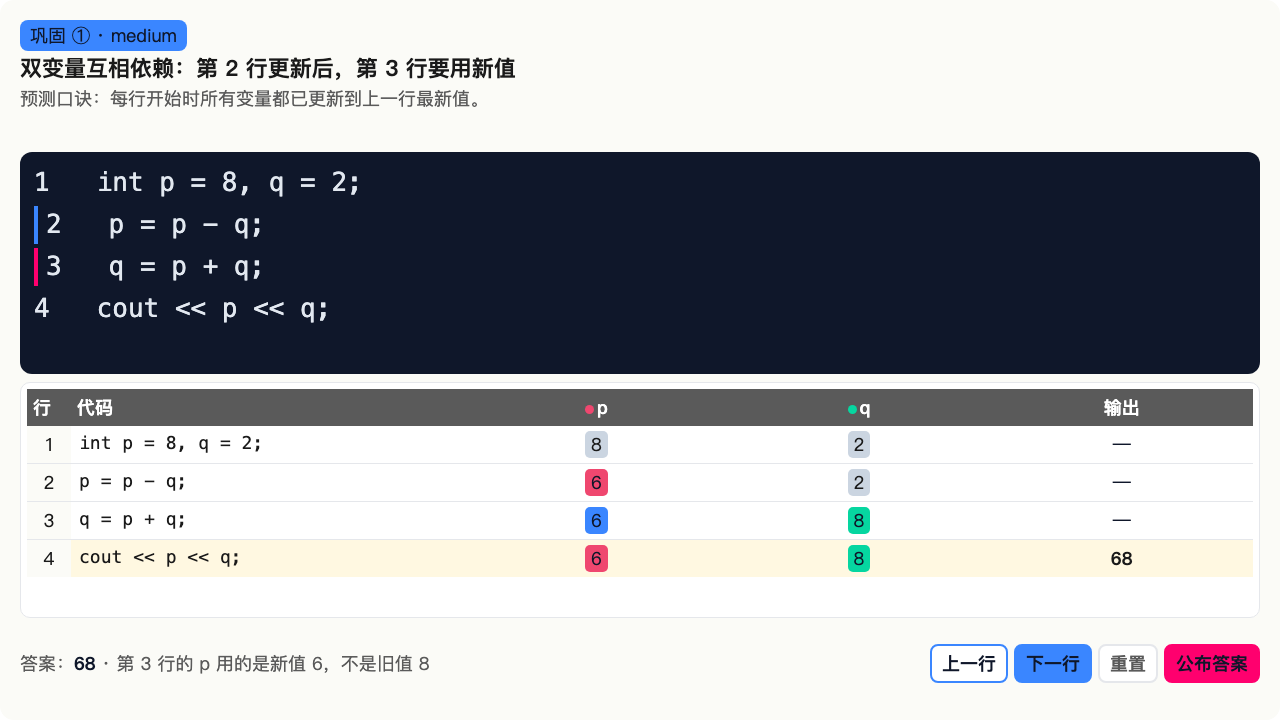 巩固 ① · medium
双变量互相依赖：第 2 行更新后，第 3 行要用新值
预测口诀：每行开始时所有变量都已更新到上一行最新值。
1 int p = 8, q = 2;
2 p = p − q;
3 q = p + q;
4 cout << p << q;
行 代码 p q 输出
1 int p = 8, q = 2; 8 2 —
2 p = p − q; 6 2 —
3 q = p + q; 6 8 —
4 cout << p << q; 6 8 68
答案：68 · 第 3 行的 p 用的是新值 6，不是旧值 8
上一行 下一行 重置 公布答案